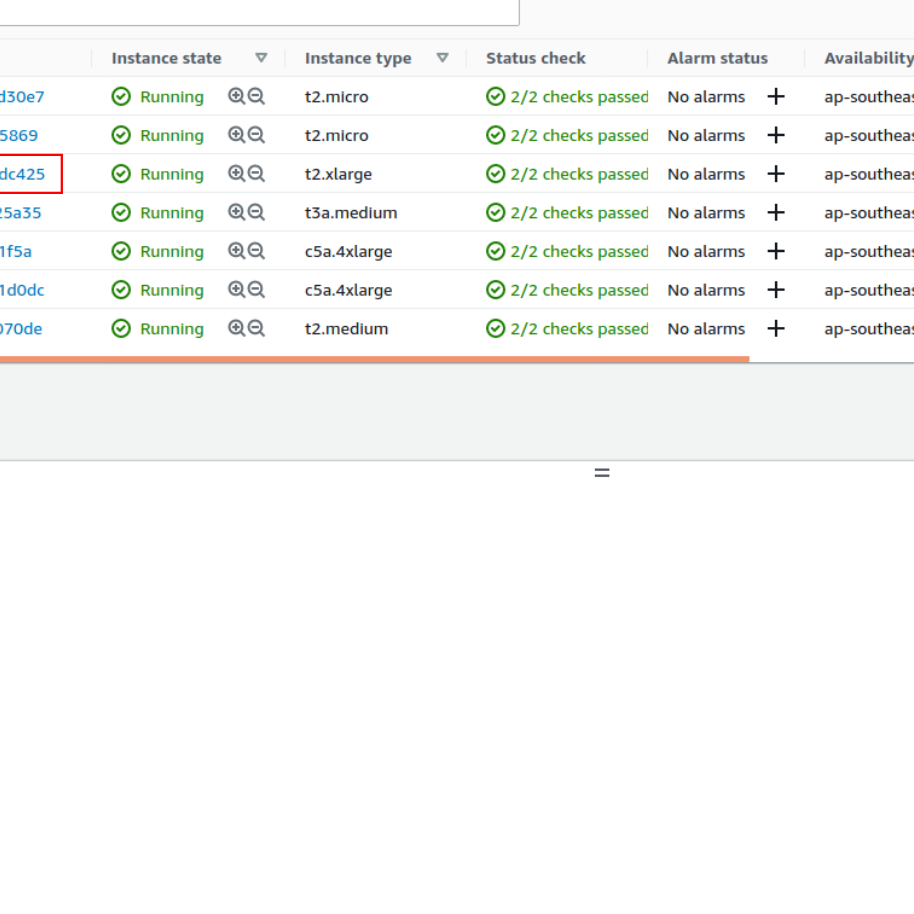 Instance state Instance type Status check Alarm status Availability
d30e7 Running t2.micro 2/2 checks passed No alarms + ap-southeas
5869 Running t2.micro 2/2 checks passed No alarms + ap-southeas
dc425 Running t2.xlarge 2/2 checks passed No alarms + ap-southeas
25a35 Running t3a.medium 2/2 checks passed No alarms + ap-southeas
1f5a Running c5a.4xlarge 2/2 checks passed No alarms + ap-southeas
1d0dc Running c5a.4xlarge 2/2 checks passed No alarms + ap-southeas
070de Running t2.medium 2/2 checks passed No alarms + ap-southeas